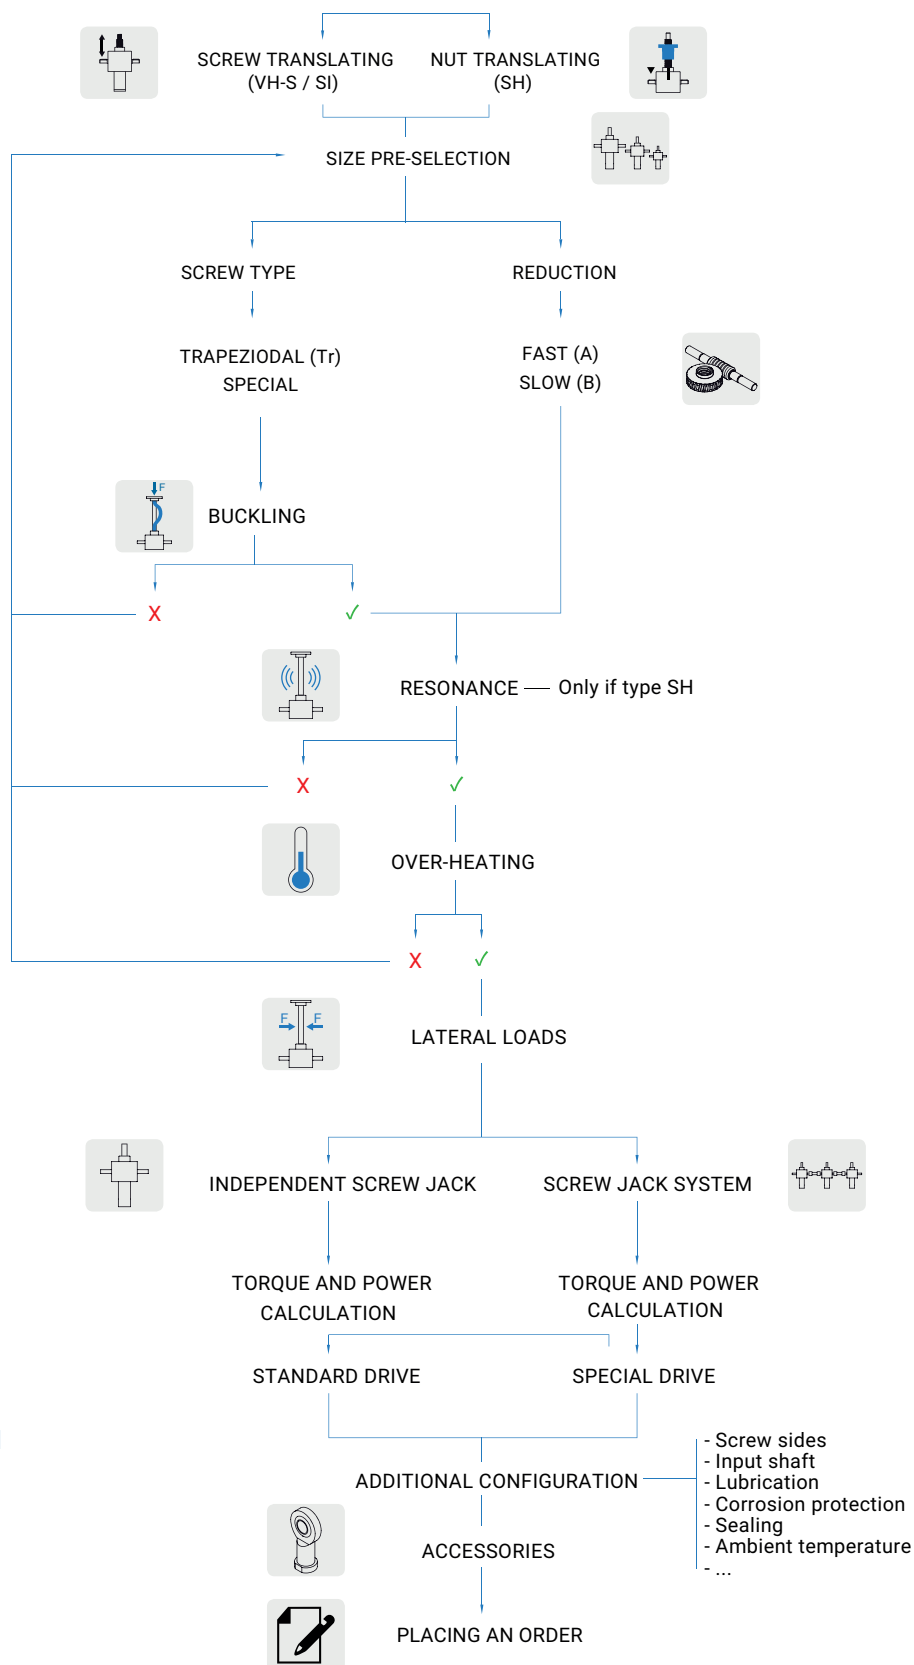 SCREW TRANSLATING
(VH-S / SI)
NUT TRANSLATING
(SH)
SIZE PRE-SELECTION
SCREW TYPE
REDUCTION
TRAPEZIODAL (Tr)
SPECIAL
FAST (A)
SLOW (B)
F
BUCKLING
X
✓
RESONANCE
Only if type SH
X
✓
OVER-HEATING
X
✓
F
F
LATERAL LOADS
INDEPENDENT SCREW JACK
SCREW JACK SYSTEM
TORQUE AND POWER
CALCULATION
TORQUE AND POWER
CALCULATION
STANDARD DRIVE
SPECIAL DRIVE
ADDITIONAL CONFIGURATION
- Screw sides
- Input shaft
- Lubrication
- Corrosion protection
- Sealing
- Ambient temperature
- ...
ACCESSORIES
PLACING AN ORDER